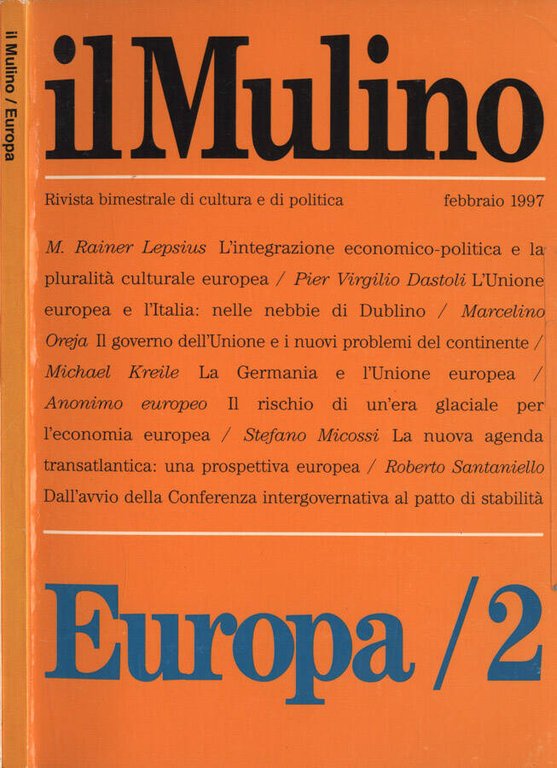 il Mulino / Europa
il Mulino
Rivista bimestrale di cultura e di politica febbraio 1997
M. Rainer Lepsius L'integrazione economico-politica e la
pluralità culturale europea / Pier Virgilio Dastoli L'Unione
europea e l'Italia: nelle nebbie di Dublino / Marcelino
Oreja Il governo dell'Unione e i nuovi problemi del continente /
Michael Kreile La Germania e l'Unione europea /
Anonimo europeo Il rischio di un'era glaciale per
l'economia europea / Stefano Micossi La nuova agenda
transatlantica: una prospettiva europea / Roberto Santaniello
Dall'avvio della Conferenza intergovernativa al patto di stabilità
Europa/2